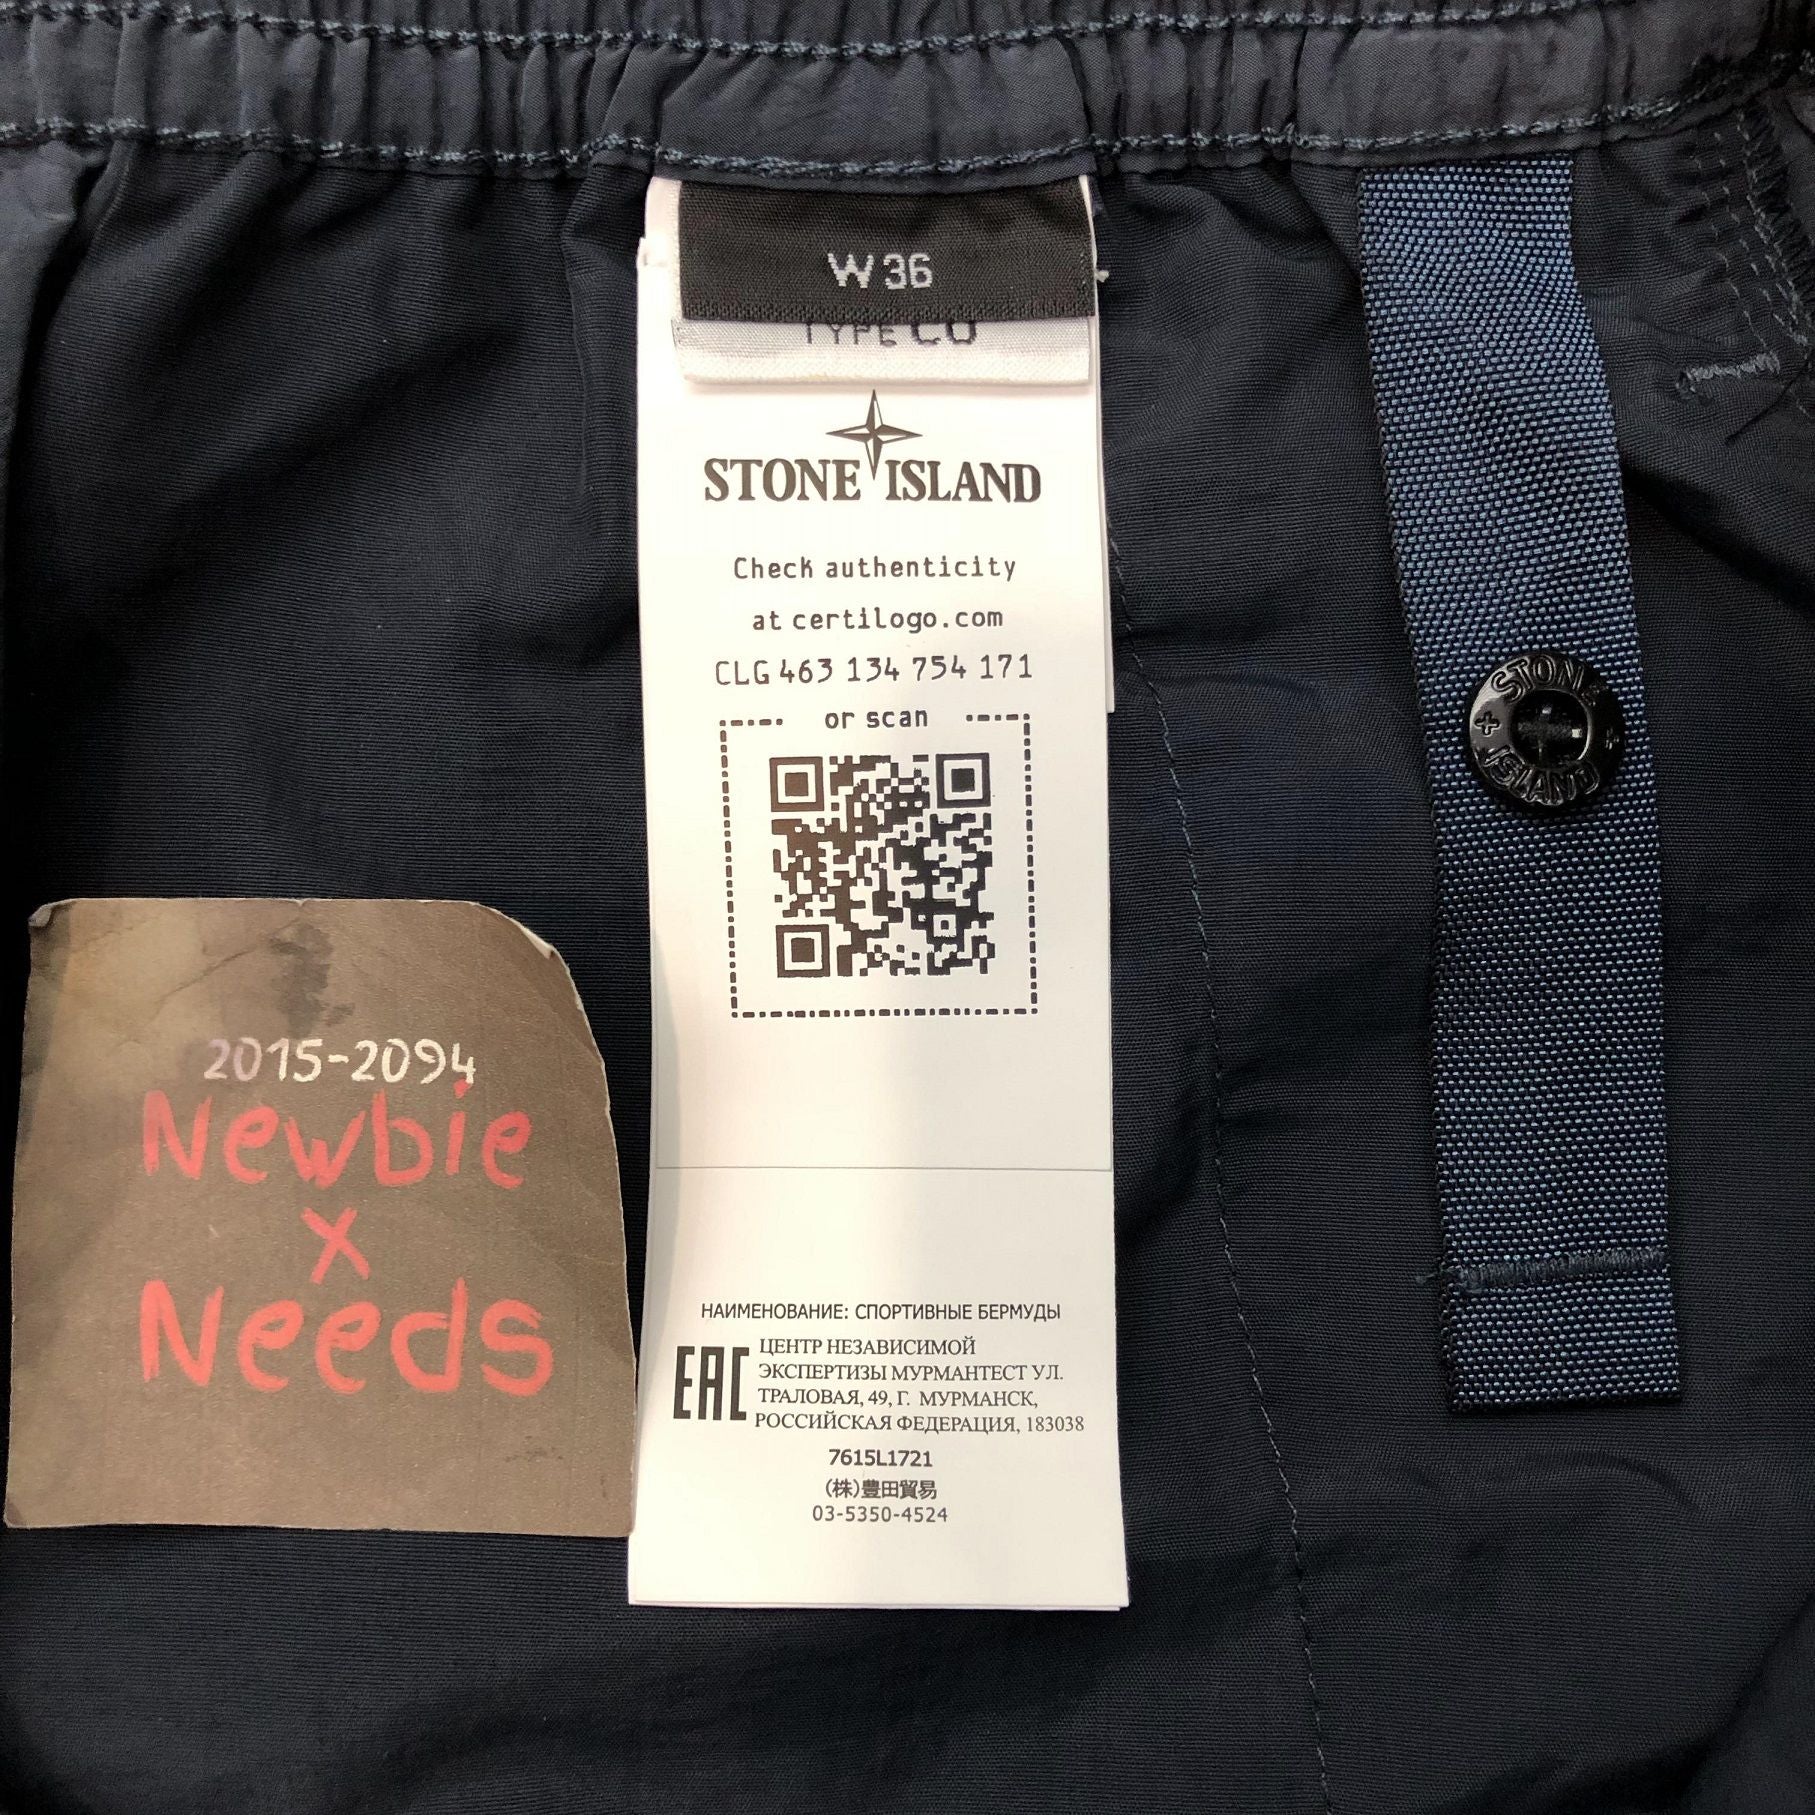 W36
TYPE CO
STONE ISLAND
Check authenticity
at certilogo.com
CLG 463 134 754 171
or scan
STONE
ISLAND
2015-2094
Newbie
x
Needs
НАИМЕНОВАНИЕ: СПОРТИВНЫЕ БЕРМУДЫ
EAC
ЦЕНТР НЕЗАВИСИМОЙ
ЭКСПЕРТИЗЫ МУРМАНТЕСТ УЛ.
ТРАЛОВАЯ, 49, Г. МУРМАНСК,
РОССИЙСКАЯ ФЕДЕРАЦИЯ, 183038
7615L1721
(株)豊田貿易
03-5350-4524